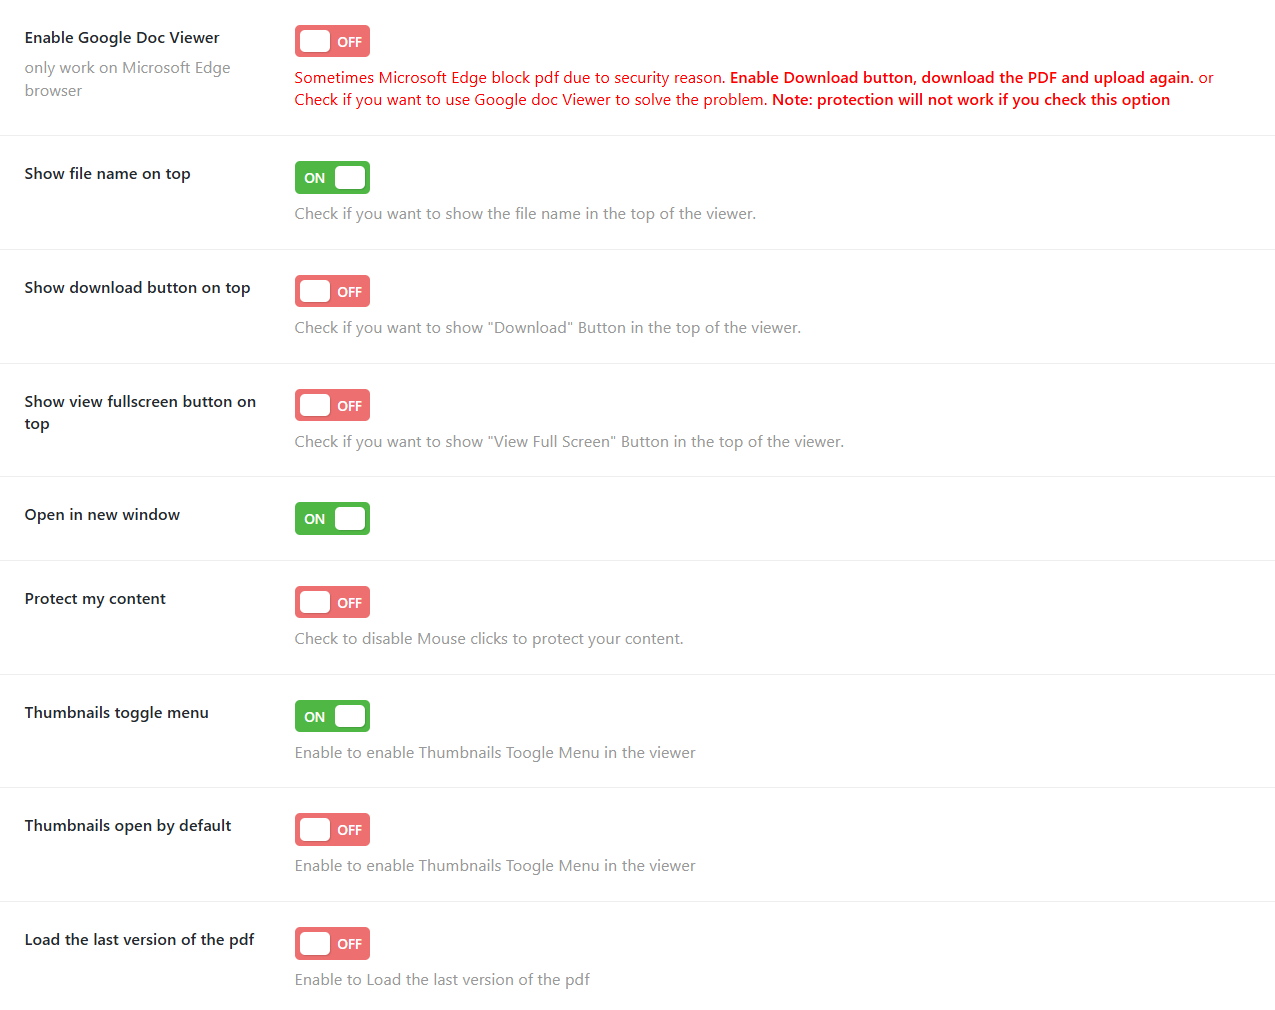 Enable Google Doc Viewer
only work on Microsoft Edge
browser
OFF
Sometimes Microsoft Edge block pdf due to security reason. Enable Download button, download the PDF and upload again. or
Check if you want to use Google doc Viewer to solve the problem. Note: protection will not work if you check this option
Show file name on top
ON
Check if you want to show the file name in the top of the viewer.
Show download button on top
OFF
Check if you want to show "Download" Button in the top of the viewer.
Show view fullscreen button on
top
OFF
Check if you want to show "View Full Screen" Button in the top of the viewer.
Open in new window
ON
Protect my content
OFF
Check to disable Mouse clicks to protect your content.
Thumbnails toggle menu
ON
Enable to enable Thumbnails Toogle Menu in the viewer
Thumbnails open by default
OFF
Enable to enable Thumbnails Toogle Menu in the viewer
Load the last version of the pdf
OFF
Enable to Load the last version of the pdf